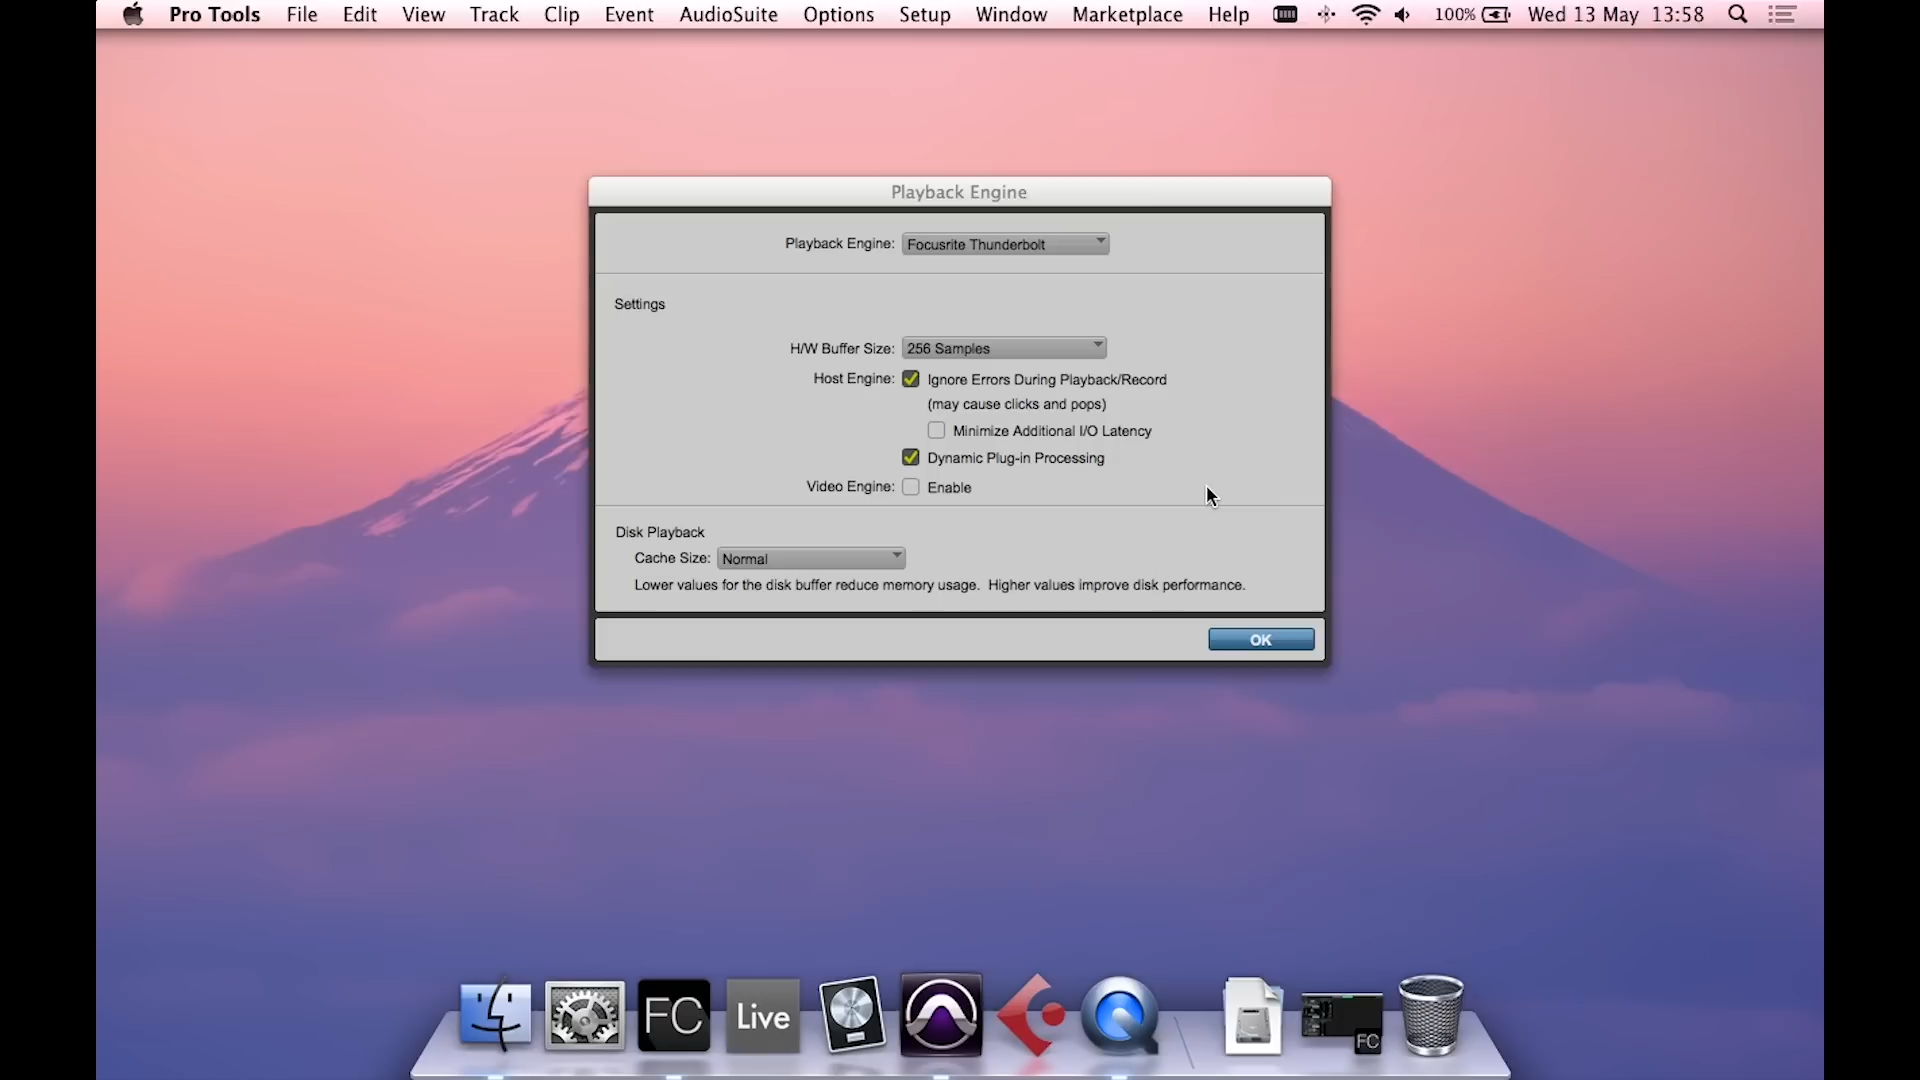 Pro Tools File Edit View Track Clip Event AudioSuite Options Setup Window Marketplace Help 100% Wed 13 May 13:58
Playback Engine
Playback Engine: Focusrite Thunderbolt
Settings
H/W Buffer Size: 256 Samples
Host Engine: Ignore Errors During Playback/Record
(may cause clicks and pops)
Minimize Additional I/O Latency
Dynamic Plug-in Processing
Video Engine: Enable
Disk Playback
Cache Size: Normal
Lower values for the disk buffer reduce memory usage. Higher values improve disk performance.
OK
FC Live FC